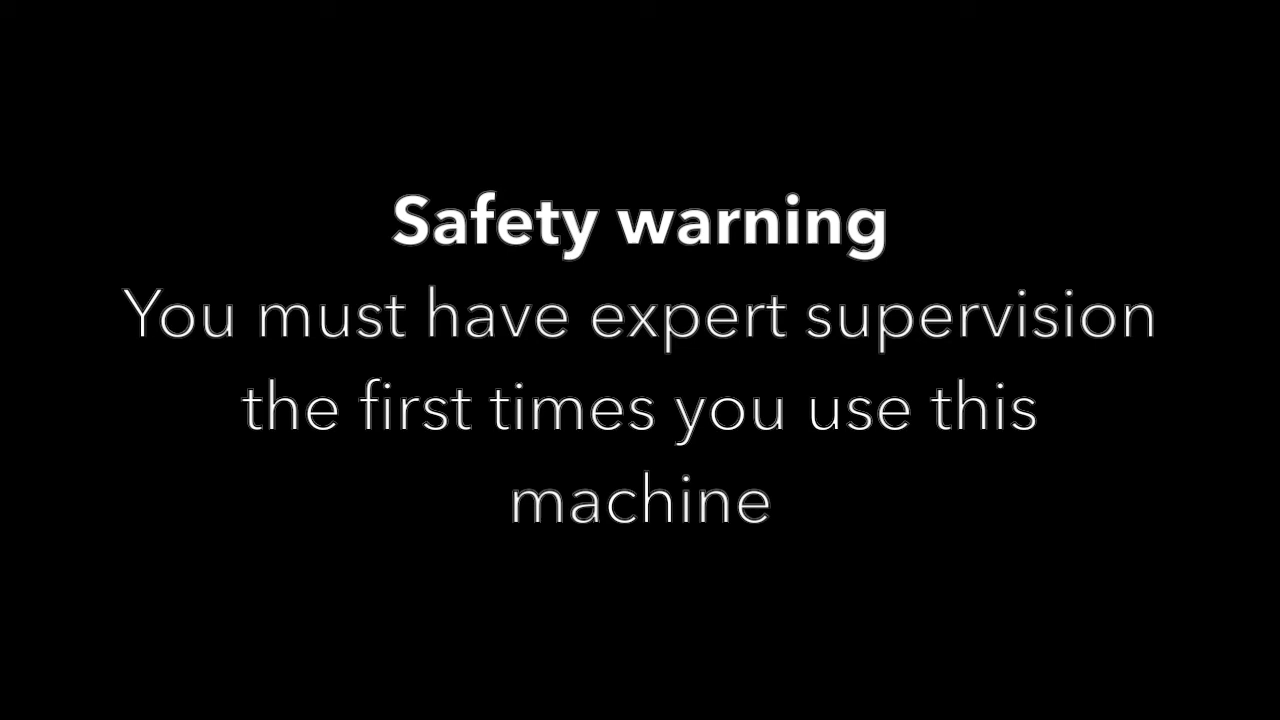 Safety warning
You must have expert supervision
the first times you use this
machine